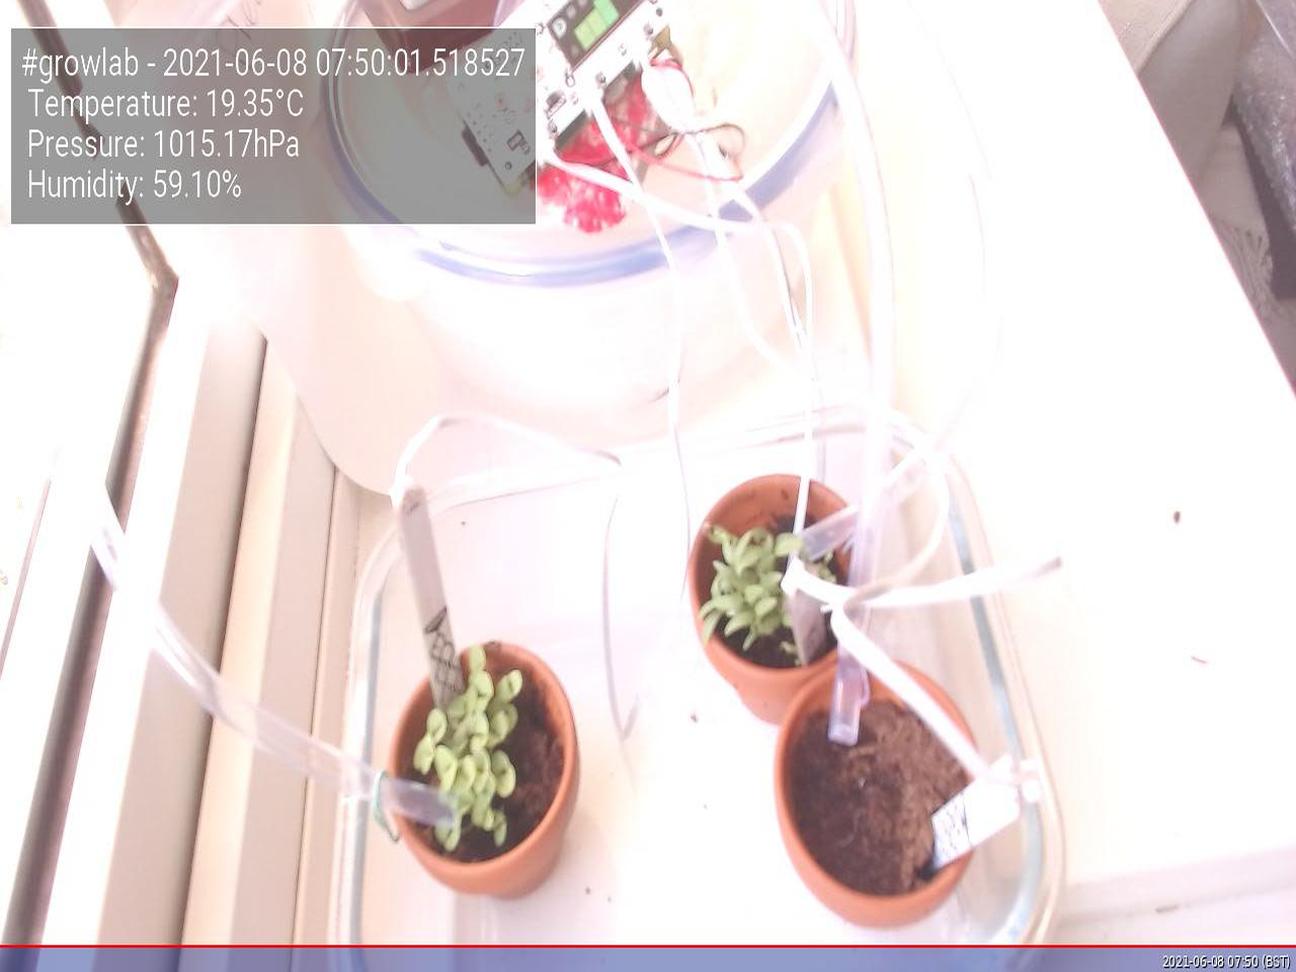 #growlab - 2021-06-08 07:50:01.518527
Temperature: 19.35°C
Pressure: 1015.17hPa
Humidity: 59.10%
2021-06-08 07:50 (BST)